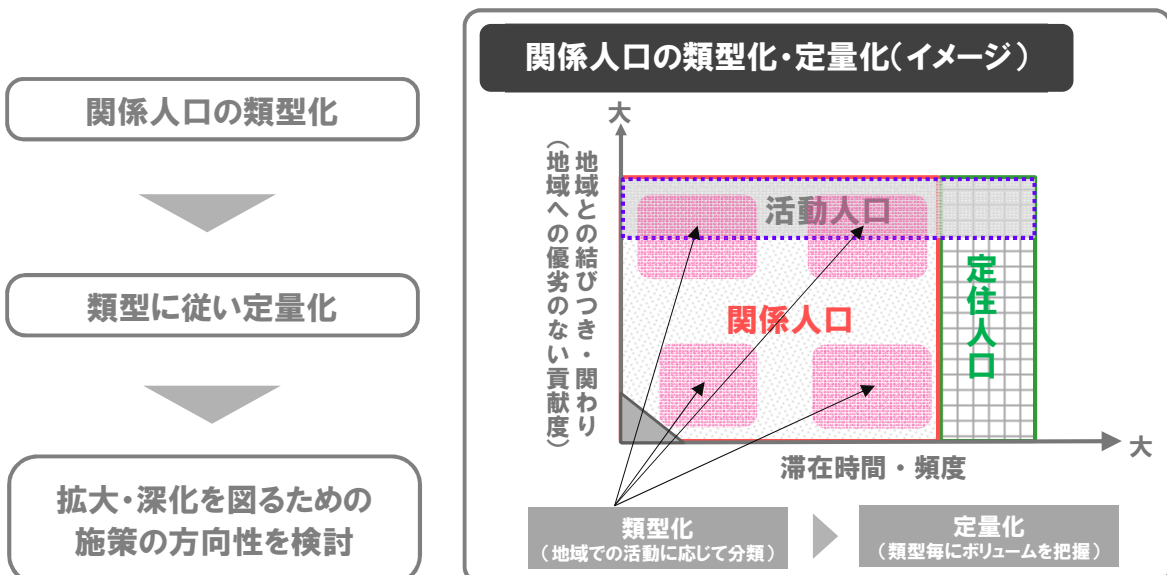 関係人口の類型化
類型に従い定量化
拡大・深化を図るための
施策の方向性を検討
関係人口の類型化・定量化(イメージ)
大
地域との結びつき・関わり
(地域への優劣のない貢献度)
活動人口
関係人口
定住人口
大
滞在時間・頻度
類型化
(地域での活動に応じて分類)
定量化
(類型毎にボリュームを把握)